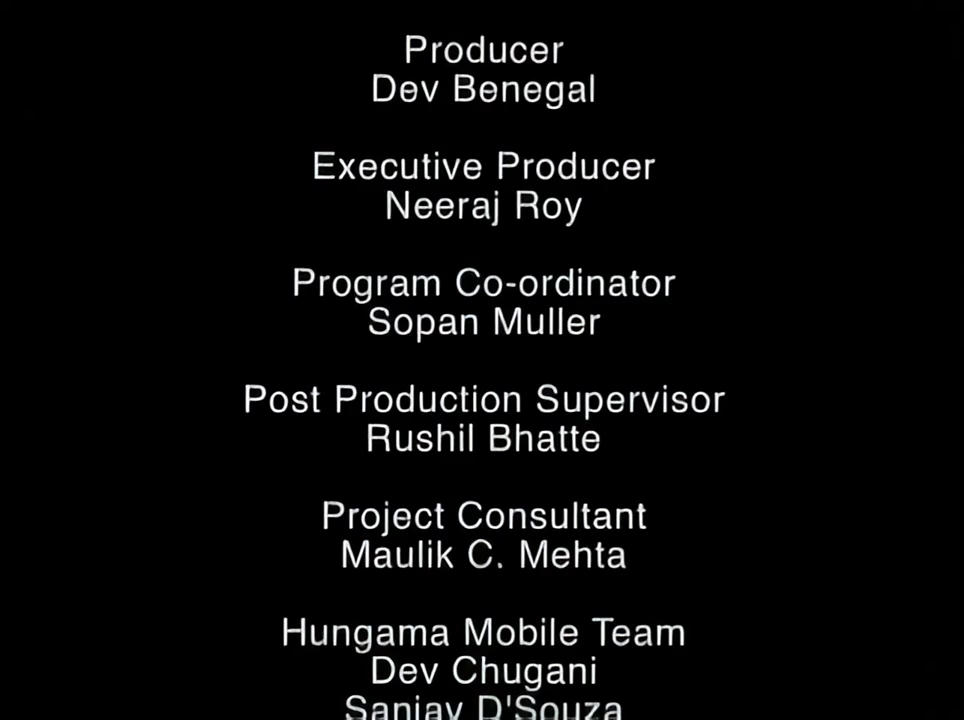 Producer
Dev Benegal
Executive Producer
Neeraj Roy
Program Co-ordinator
Sopan Muller
Post Production Supervisor
Rushil Bhatte
Project Consultant
Maulik C. Mehta
Hungama Mobile Team
Dev Chugani
Sanjay D'Souza